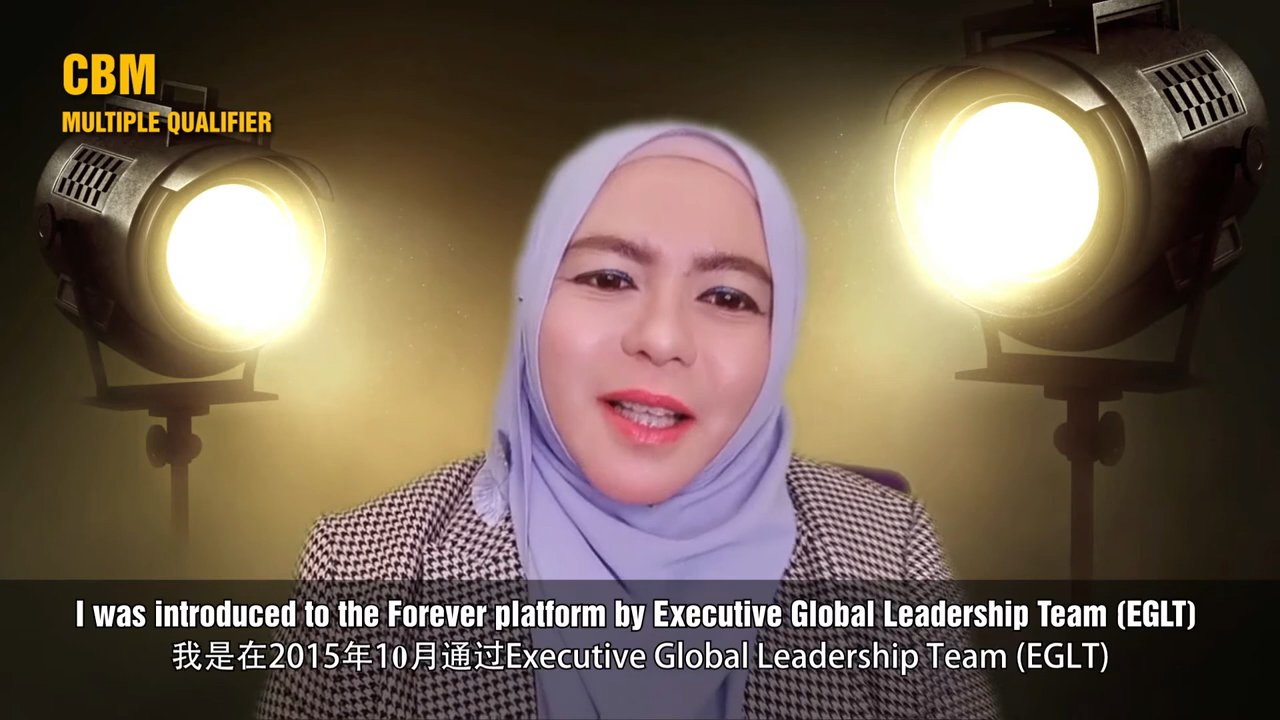 CBM
MULTIPLE QUALIFIER
I was introduced to the Forever platform by Executive Global Leadership Team (EGLT)
我是在2015年10月通过Executive Global Leadership Team (EGLT)